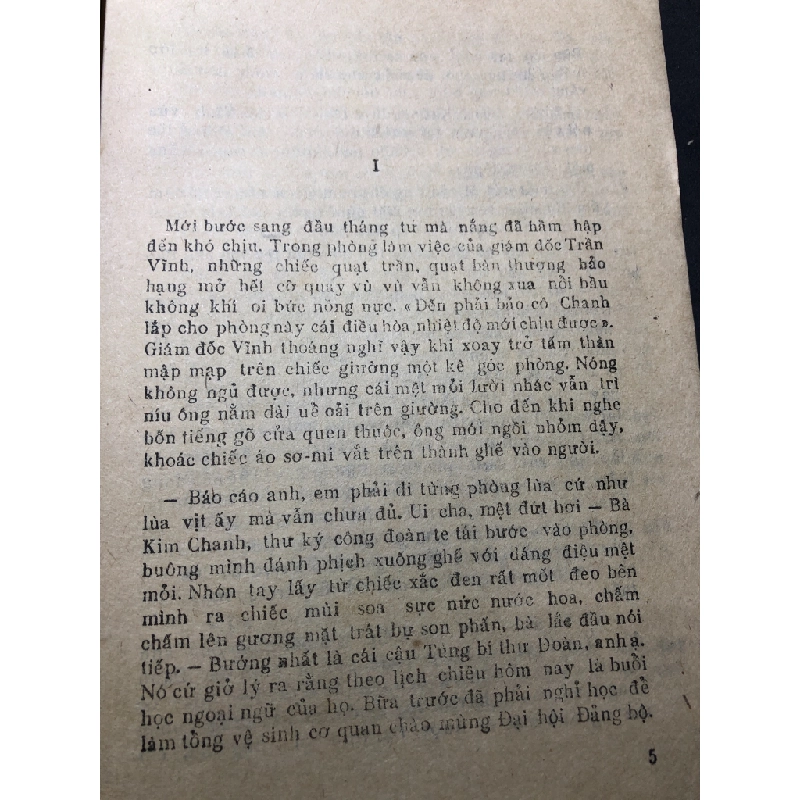 I
Mới bước sang đầu tháng tư mà nắng đã hầm hập
đến khó chịu. Trong phòng làm việc của giám đốc Trần
Vĩnh, những chiếc quạt trần, quạt bàn thượng hảo
hạng mở hết cỡ quay vù vù vẫn không xua nổi bầu
không khí oi bức nóng nực. «Đến phải bảo cô Chanh
lắp cho phòng này cái điều hòa, nhiệt độ mới chịu được».
Giám đốc Vĩnh thoáng nghĩ vậy khi xoay trở tấm thân
mập mạp trên chiếc giường một kê góc phòng. Nóng
không ngủ được, nhưng cái mệt mỏi lười nhác vẫn trì
níu ông nằm dài uể oải trên giường. Cho đến khi nghe
bốn tiếng gõ cửa quen thuộc, ông mới ngồi nhỏm dậy,
khoác chiếc áo sơ-mi vắt trên thành ghế vào người.
— Báb cáo anh, em phải đi từng phòng lùa cứ như
lùa vịt ấy mà vẫn chưa đủ. Ui cha, mệt đứt hơi — Bà
Kim Chanh, thư ký công đoàn te tái bước vào phòng,
buông mình đánh phịch xuống ghế với dáng điệu mệt
mỏi. Nhón tay lấy từ chiếc xắc đen rất mốt đeo bên
mình ra chiếc mùi soa sực nức nước hoa, chấm
chấm lên gương mặt trát bự son phấn, bà lắc đầu nói
tiếp. — Bướng nhất là cái cậu Tùng bí thư Đoàn, anh ạ.
Nó cứ giở lý ra rằng theo lịch chiều hôm nay là buổi
học ngoại ngữ của họ. Bữa trước đã phải nghỉ học để
làm tổng vệ sinh cơ quan chào mừng Đại hội Đảng bộ.
5